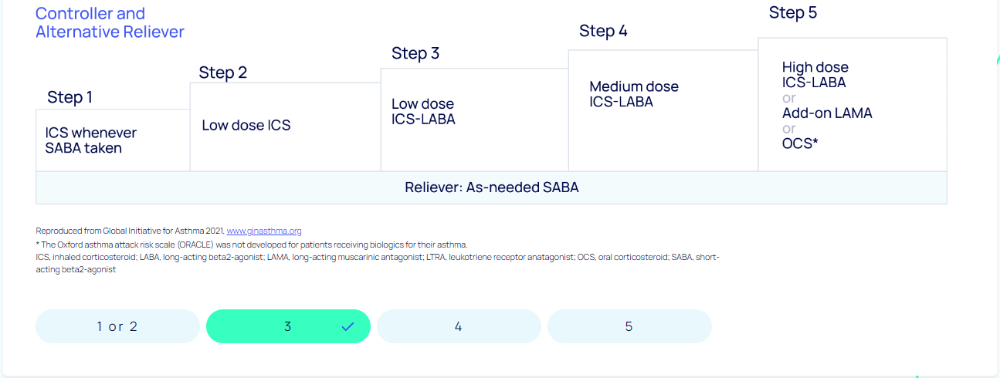 Controller and
Alternative Reliever
Step 1
ICS whenever
SABA taken
Step 2
Low dose ICS
Step 3
Low dose
ICS-LABA
Step 4
Medium dose
ICS-LABA
Step 5
High dose
ICS-LABA
or
Add-on LAMA
or
OCS*
Reliever: As-needed SABA
Reproduced from Global Initiative for Asthma 2021, www.ginasthma.org
* The Oxford asthma attack risk scale (ORACLE) was not developed for patients receiving biologics for their asthma.
ICS, inhaled corticosteroid; LABA, long-acting beta2-agonist; LAMA, long-acting muscarinic antagonist; LTRA, leukotriene receptor anatagonist; OCS, oral corticosteroid; SABA, short-
acting beta2-agonist
1 or 2
3
4
5